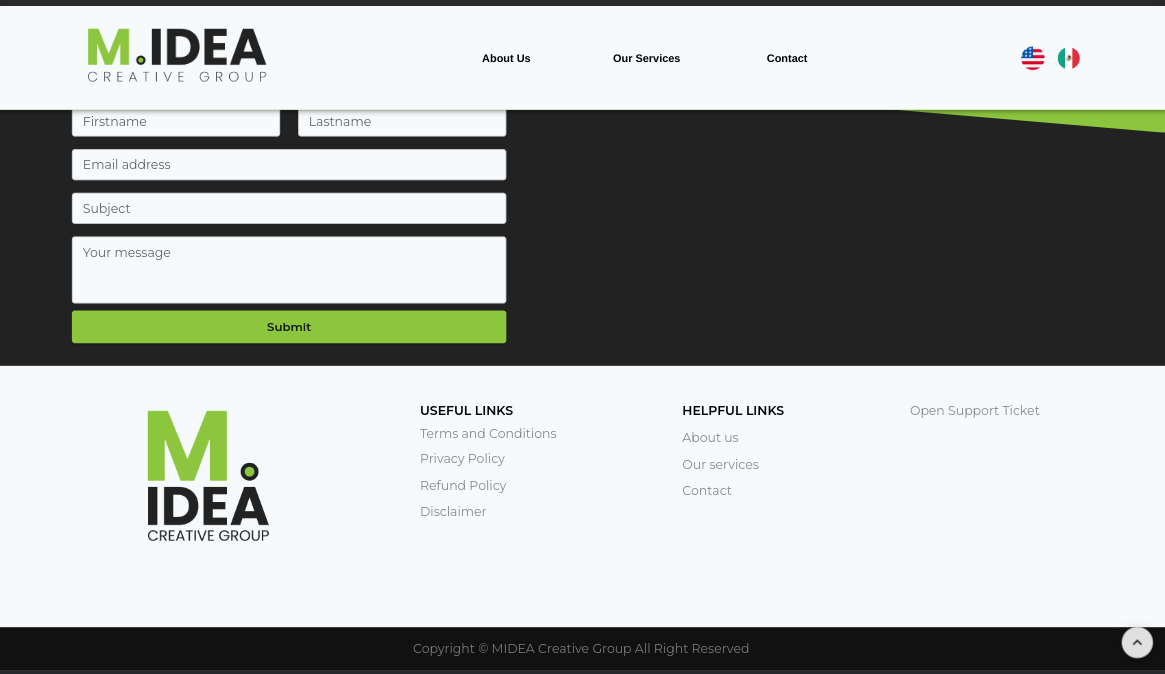 M.IDEA
CREATIVE GROUP
About Us
Our Services
Contact
Firstname
Lastname
Email address
Subject
Your message
Submit
M.
IDEA
CREATIVE GROUP
USEFUL LINKS
Terms and Conditions
Privacy Policy
Refund Policy
Disclaimer
HELPFUL LINKS
About us
Our services
Contact
Open Support Ticket
Copyright © MIDEA Creative Group All Right Reserved